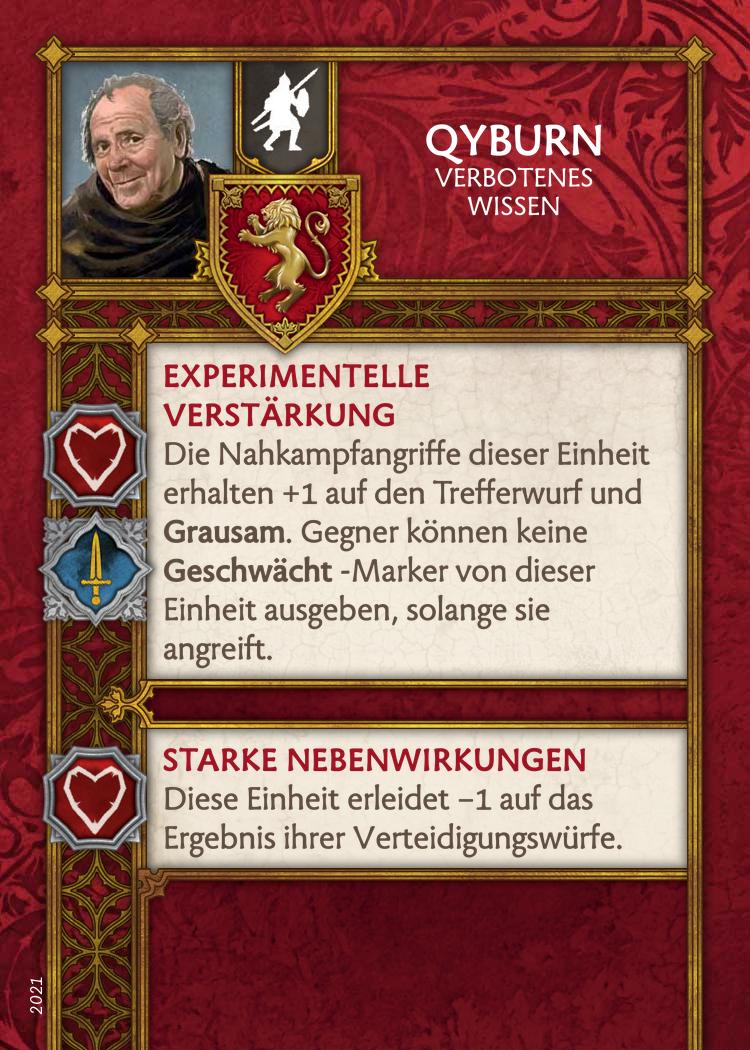 QYBURN
VERBOTENES
WISSEN
EXPERIMENTELLE
VERSTÄRKUNG
Die Nahkampfangriffe dieser Einheit
erhalten +1 auf den Trefferwurf und
Grausam. Gegner können keine
Geschwächt -Marker von dieser
Einheit ausgeben, solange sie
angreift.
STARKE NEBENWIRKUNGEN
Diese Einheit erleidet −1 auf das
Ergebnis ihrer Verteidigungswürfe.
2021